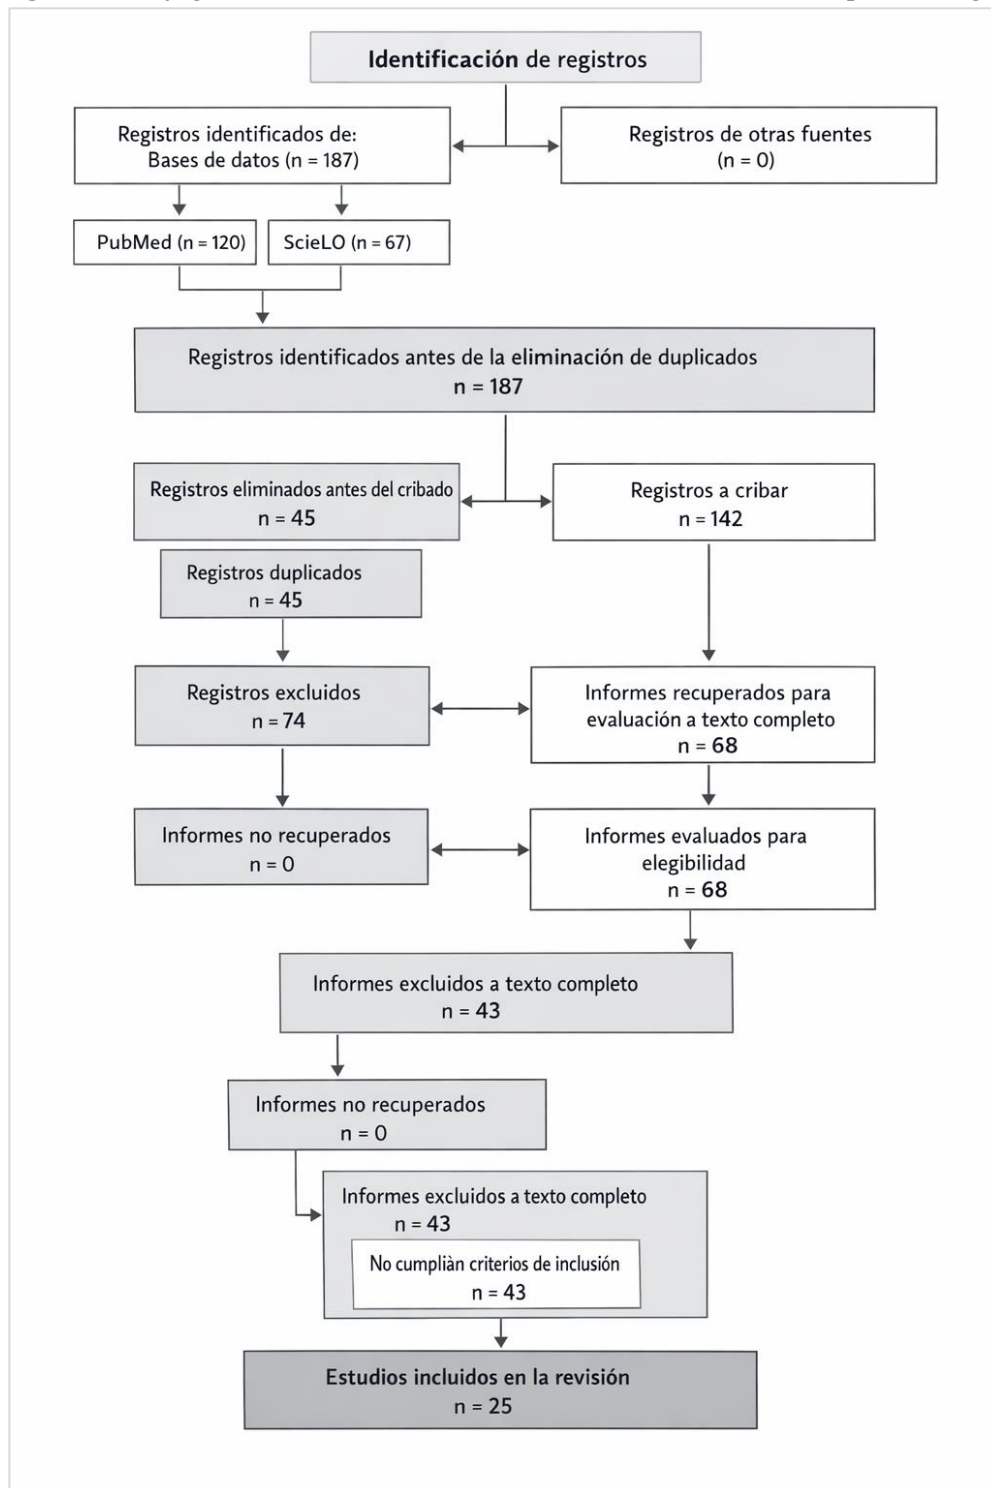 Identificación de registros
Registros identificados de:
Bases de datos (n = 187)
Registros de otras fuentes
(n = 0)
PubMed (n = 120)
ScieLO (n = 67)
Registros identificados antes de la eliminación de duplicados
n = 187
Registros eliminados antes del cribado
n = 45
Registros a cribar
n = 142
Registros duplicados
n = 45
Registros excluidos
n = 74
Informes recuperados para
evaluación a texto completo
n = 68
Informes no recuperados
n = 0
Informes evaluados para
elegibilidad
n = 68
Informes excluidos a texto completo
n = 43
Informes no recuperados
n = 0
Informes excluidos a texto completo
n = 43
No cumpliàn criterios de inclusión
n = 43
Estudios incluidos en la revisión
n = 25